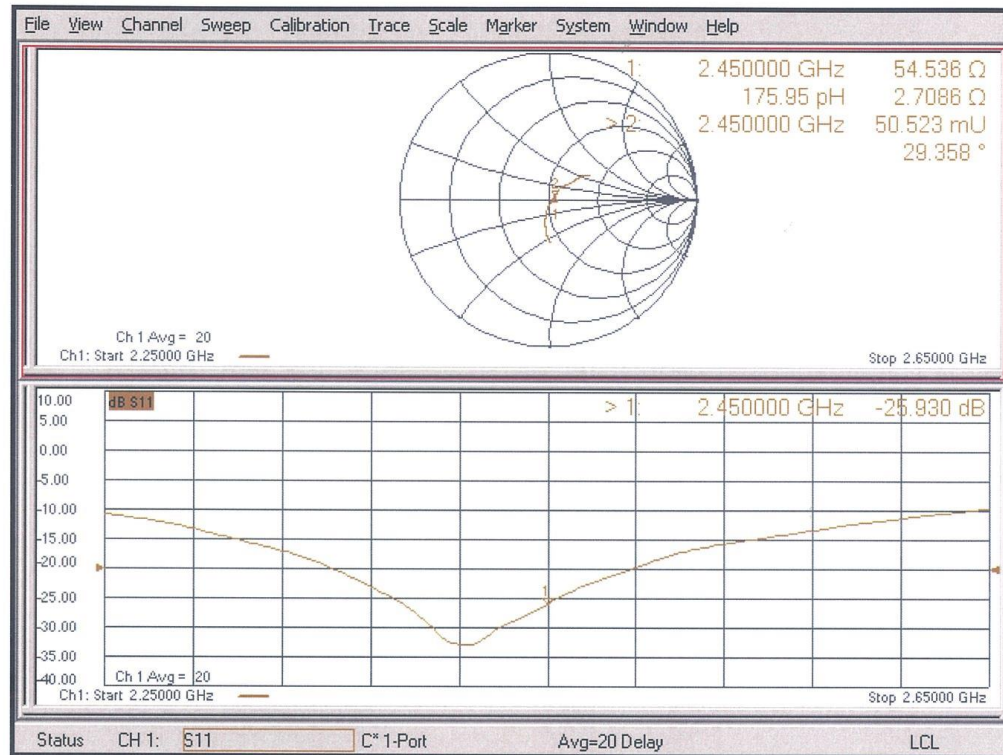 File View Channel Sweep Calibration Trace Scale Marker System Window Help
1: 2.450000 GHz 54.536 Ω
175.95 pH 2.7086 Ω
> 2: 2.450000 GHz 50.523 mU
29.358 °
2
1
Ch 1 Avg = 20
Ch1: Start 2.25000 GHz Stop 2.65000 GHz
10.00 dB S11 > 1: 2.450000 GHz -25.930 dB
5.00
0.00
-5.00
-10.00
-15.00
-20.00
-25.00 1
-30.00
-35.00
-40.00 Ch 1 Avg = 20
Ch1: Start 2.25000 GHz Stop 2.65000 GHz
Status CH 1: S11 C* 1-Port Avg=20 Delay LCL